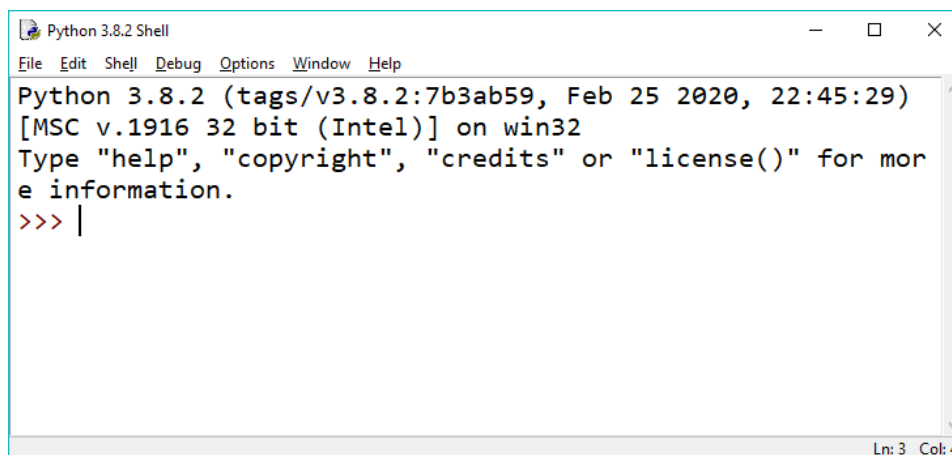 Python 3.8.2 Shell
File Edit Shell Debug Options Window Help
Python 3.8.2 (tags/v3.8.2:7b3ab59, Feb 25 2020, 22:45:29)
[MSC v.1916 32 bit (Intel)] on win32
Type "help", "copyright", "credits" or "license()" for mor
e information.
>>>
Ln: 3 Col: